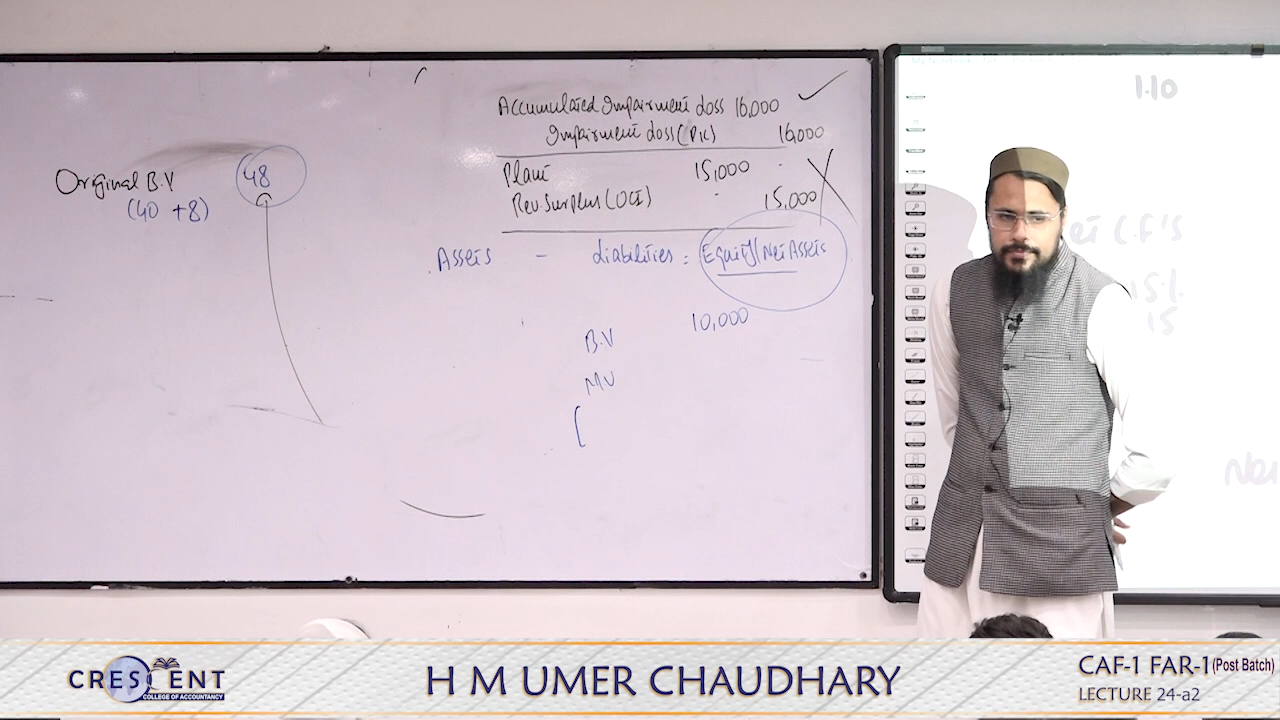 Original B.V
(40 + 8)
48
Accumulated Impairment Loss 16,000
Impairment Loss (P/L) 16,000
Plant 15,000
Rev. Surplus (OCI) 15,000
Assets - Liabilities = Equity/Net Assets
10,000
B.V
MV
1.10
C.F's
15
Non
CRESCENT
COLLEGE OF ACCOUNTANCY
H M UMER CHAUDHARY
CAF-1 FAR-1 (Post Batch)
LECTURE 24-a2